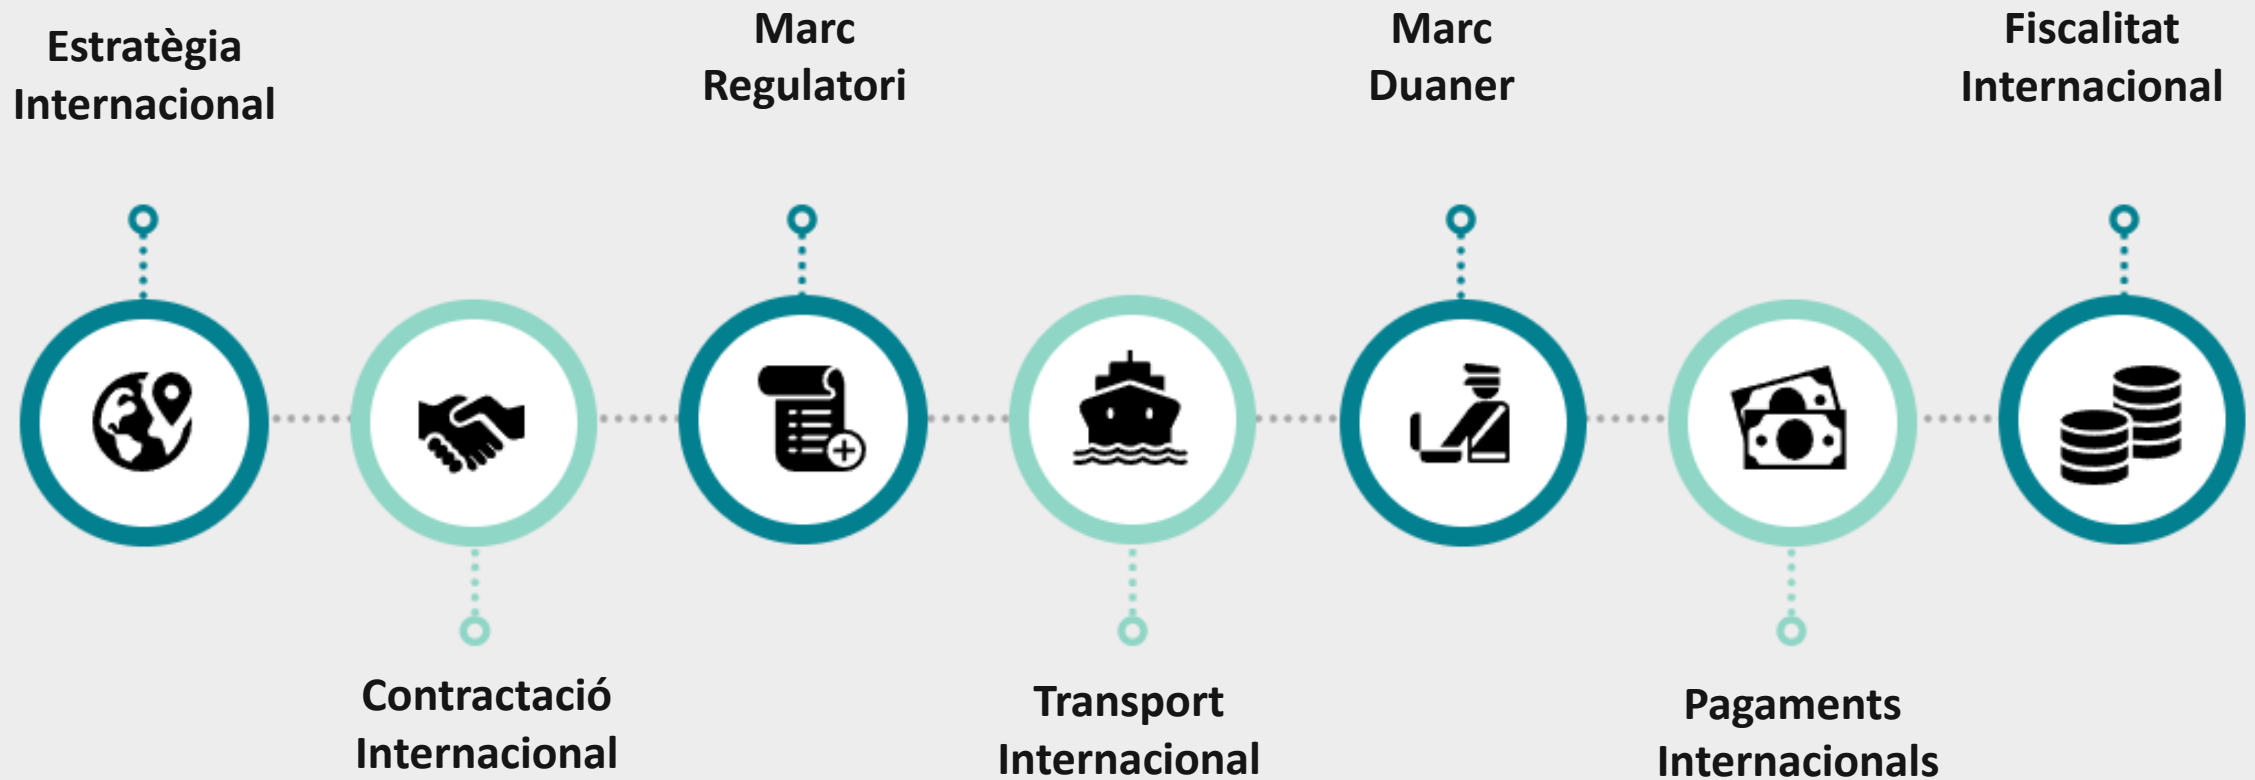 Estratègia
Internacional
Marc
Regulatori
Marc
Duaner
Fiscalitat
Internacional
Contractació
Internacional
Transport
Internacional
Pagaments
Internacionals